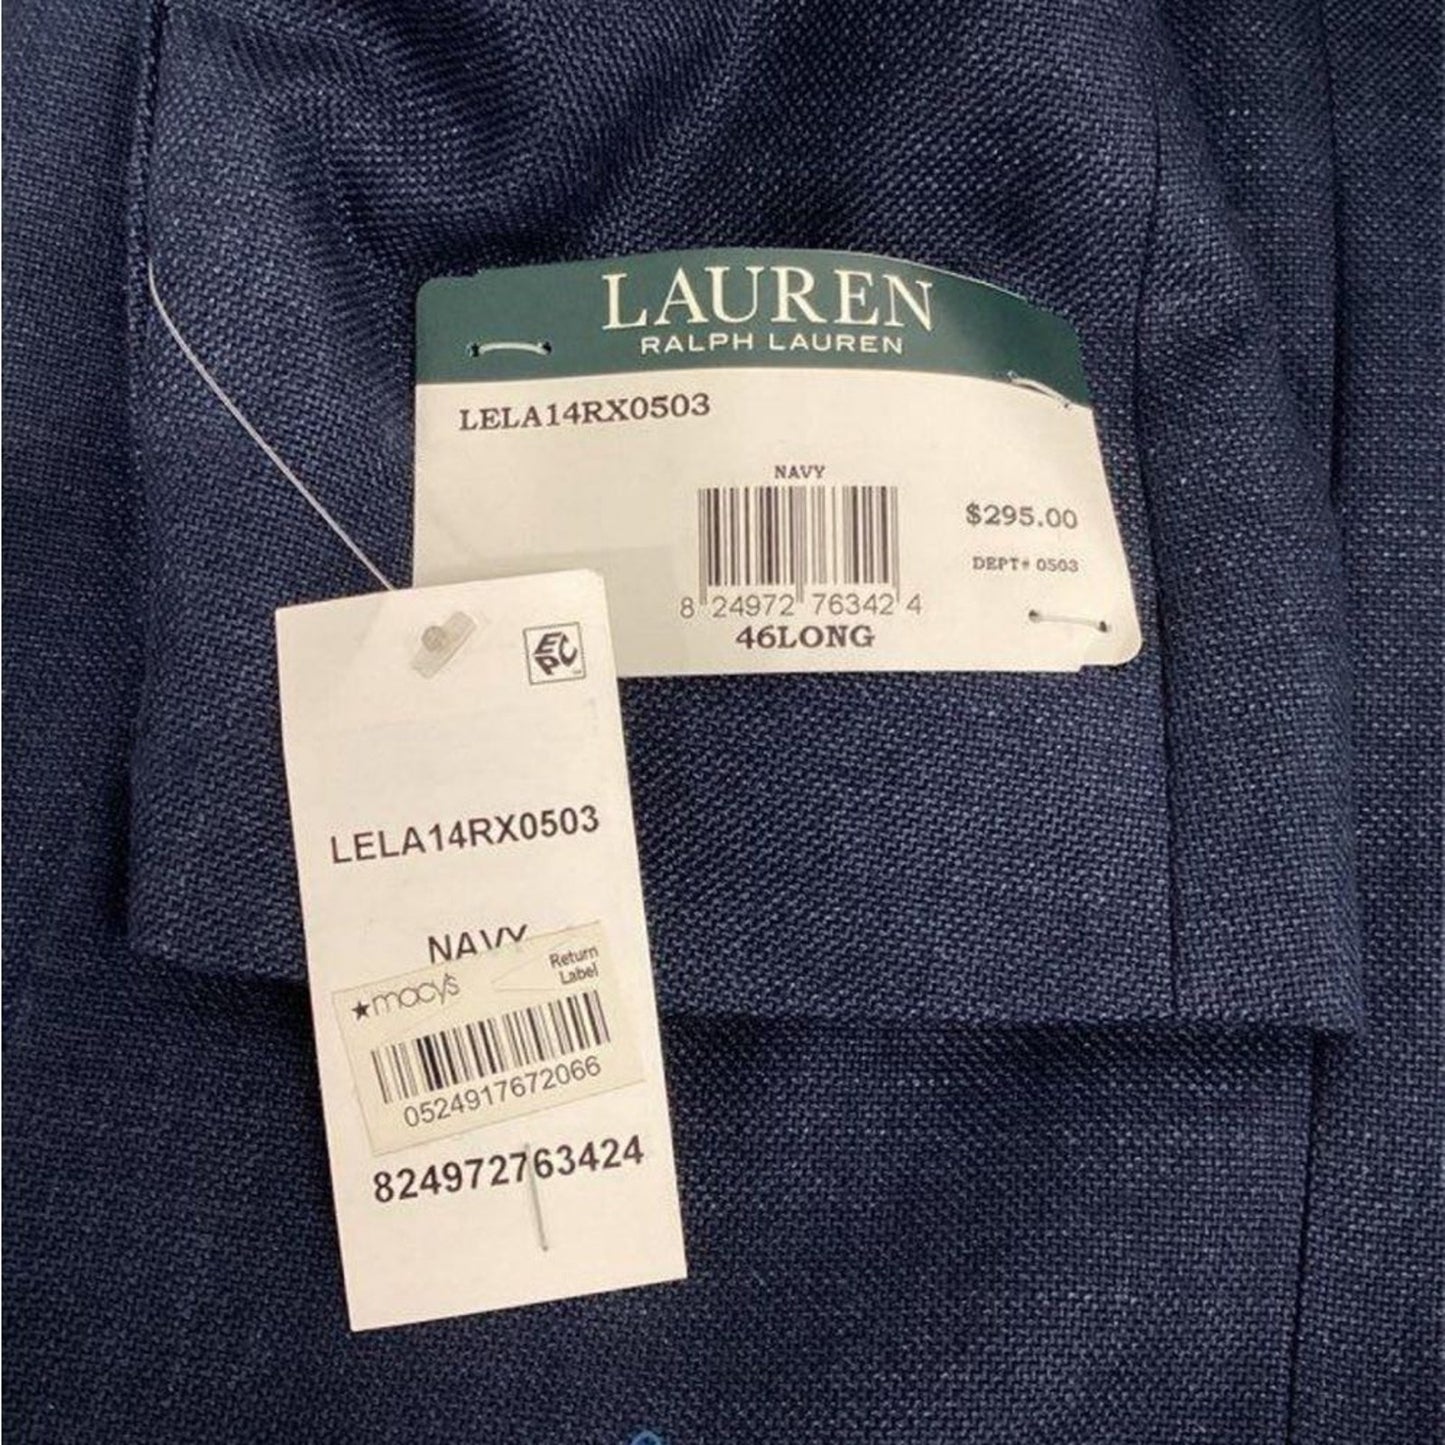 LAUREN
RALPH LAUREN
LELA14RX0503
NAVY
$295.00
DEPT# 0503
8 24972 76342 4
46LONG
EPC
LELA14RX0503
NAVY
★macy's
Return
Label
0524917672066
824972763424